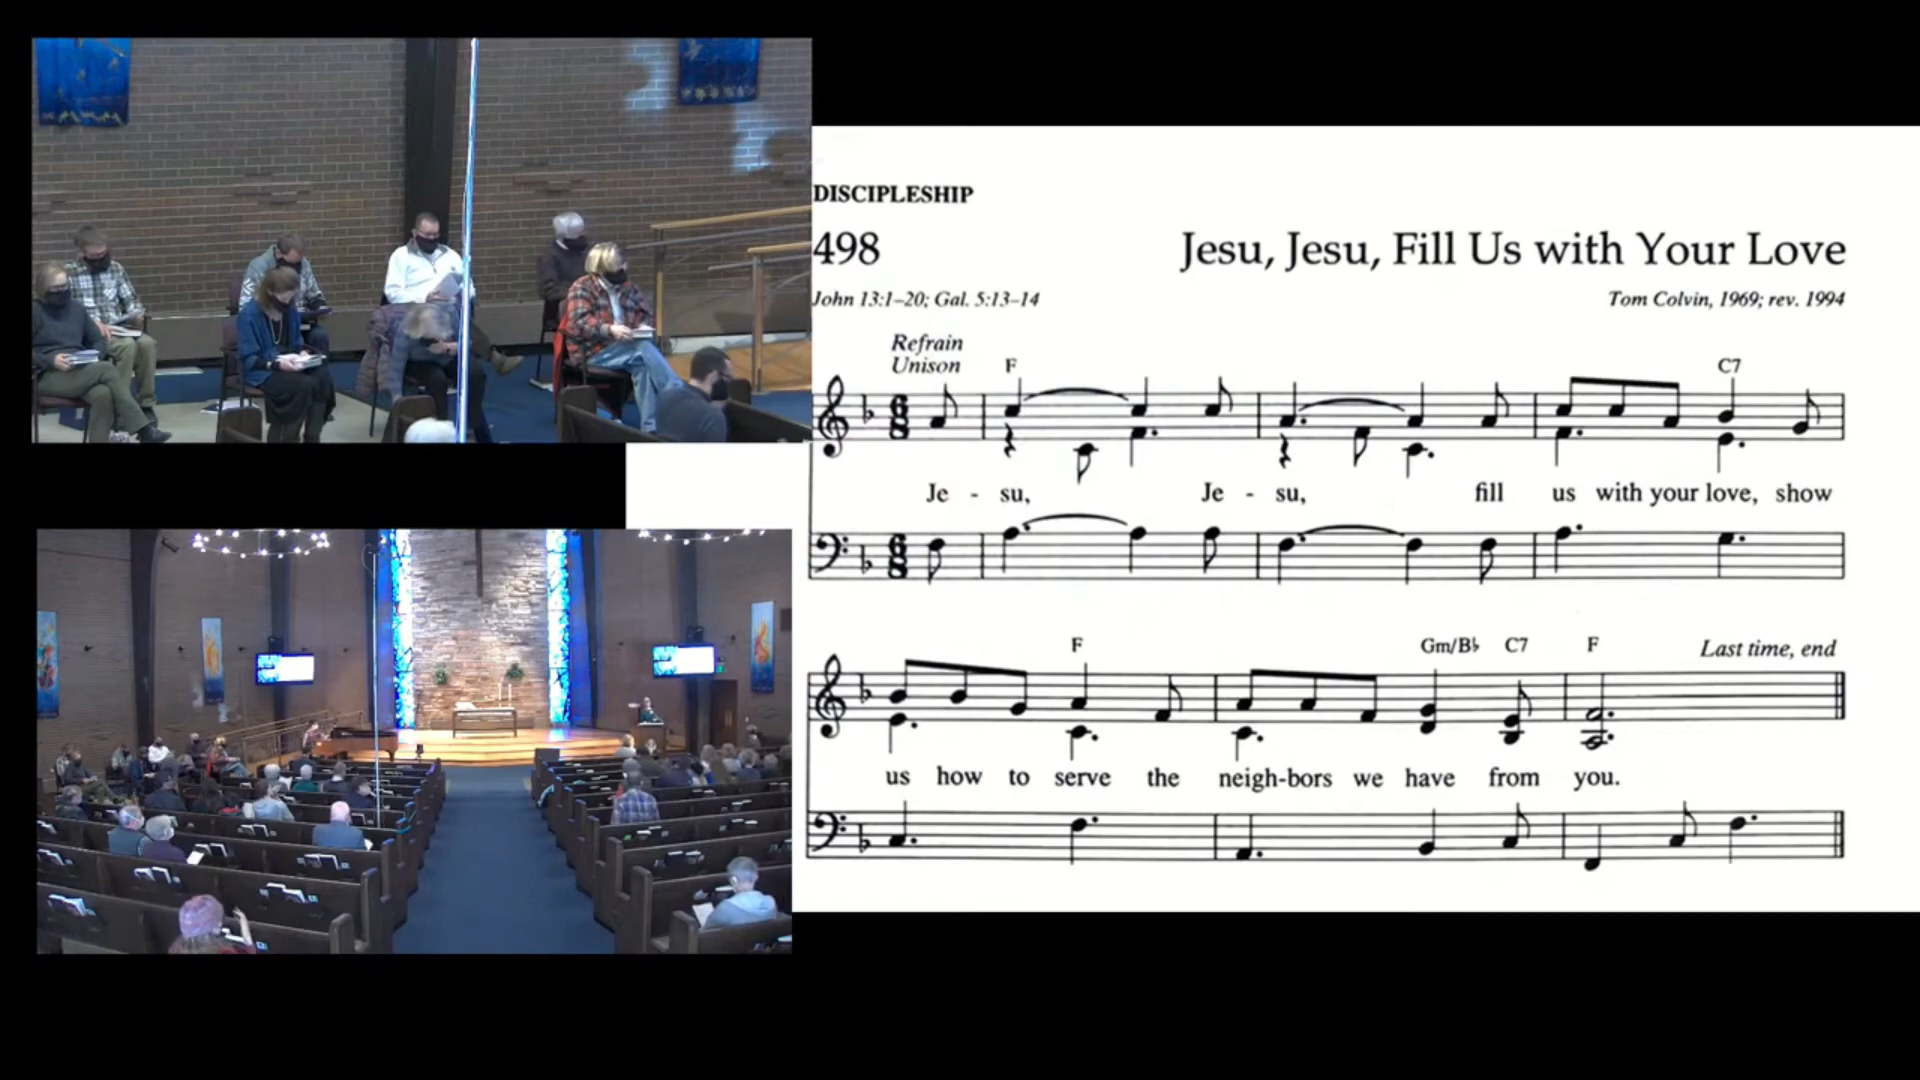 DISCIPLESHIP
498 Jesu, Jesu, Fill Us with Your Love
John 13:1–20; Gal. 5:13–14 Tom Colvin, 1969; rev. 1994
Refrain
Unison F C7
Je - su, Je - su, fill us with your love, show
F Gm/B♭ C7 F Last time, end
us how to serve the neigh-bors we have from you.